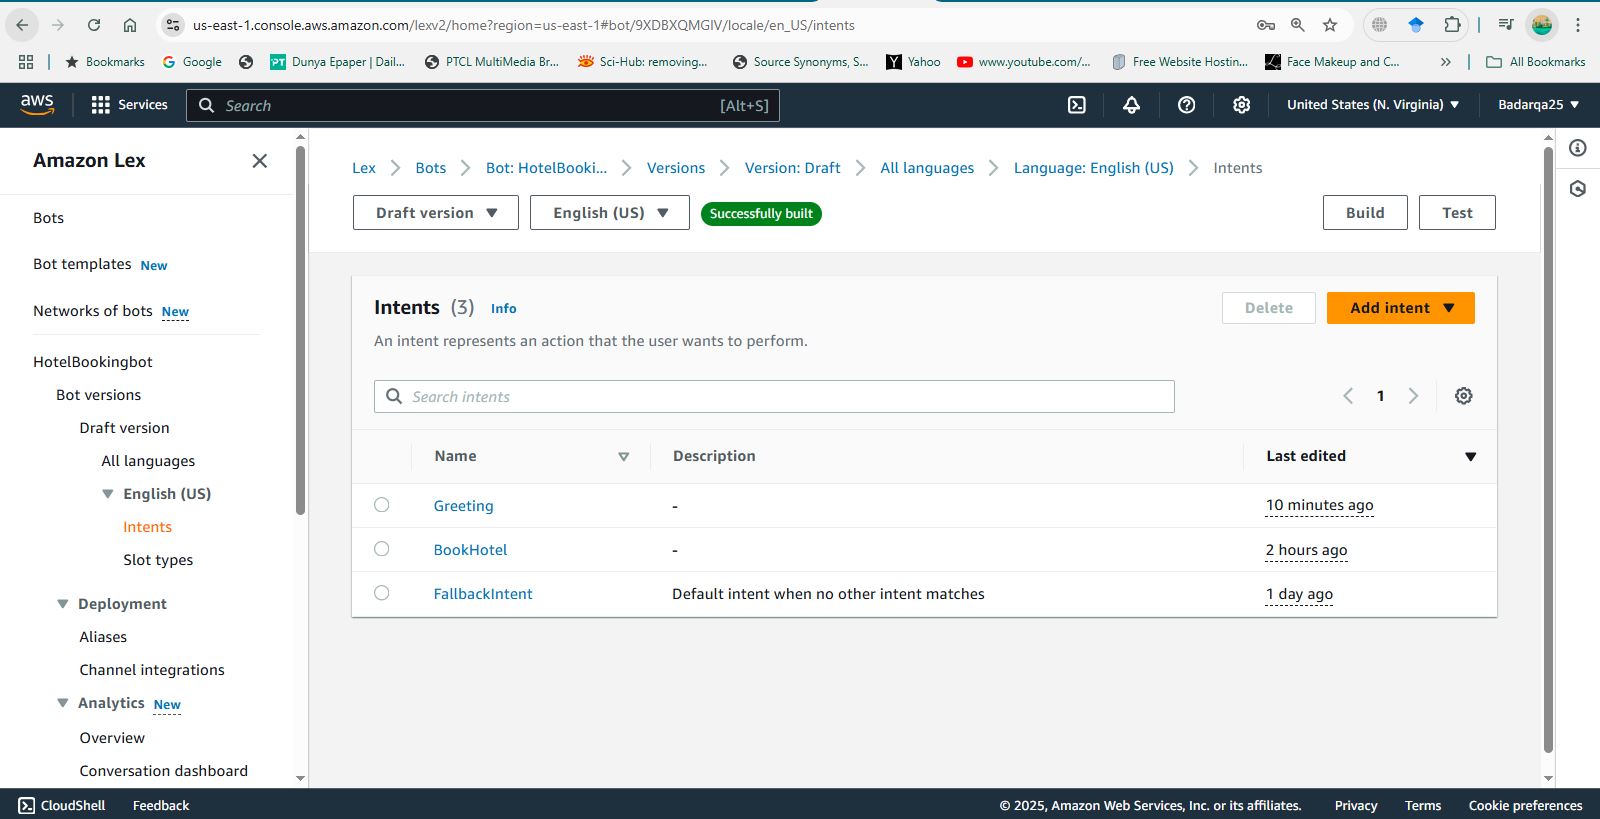 us-east-1.console.aws.amazon.com/lexv2/home?region=us-east-1#bot/9XDBXQMGIV/locale/en_US/intents
Bookmarks Google Dunya Epaper | Dail... PTCL MultiMedia Br... Sci-Hub: removing... Source Synonyms, S... Yahoo www.youtube.com/... Free Website Hostin... Face Makeup and C... » All Bookmarks
aws Services Search [Alt+S] United States (N. Virginia) Badarqa25
Amazon Lex
Bots
Bot templates New
Networks of bots New
HotelBookingbot
Bot versions
Draft version
All languages
English (US)
Intents
Slot types
Deployment
Aliases
Channel integrations
Analytics New
Overview
Conversation dashboard
Lex > Bots > Bot: HotelBooki... > Versions > Version: Draft > All languages > Language: English (US) > Intents
Draft version English (US) Successfully built Build Test
Intents (3) Info Delete Add intent
An intent represents an action that the user wants to perform.
Search intents 1
Name Description Last edited
Greeting - 10 minutes ago
BookHotel - 2 hours ago
FallbackIntent Default intent when no other intent matches 1 day ago
CloudShell Feedback © 2025, Amazon Web Services, Inc. or its affiliates. Privacy Terms Cookie preferences